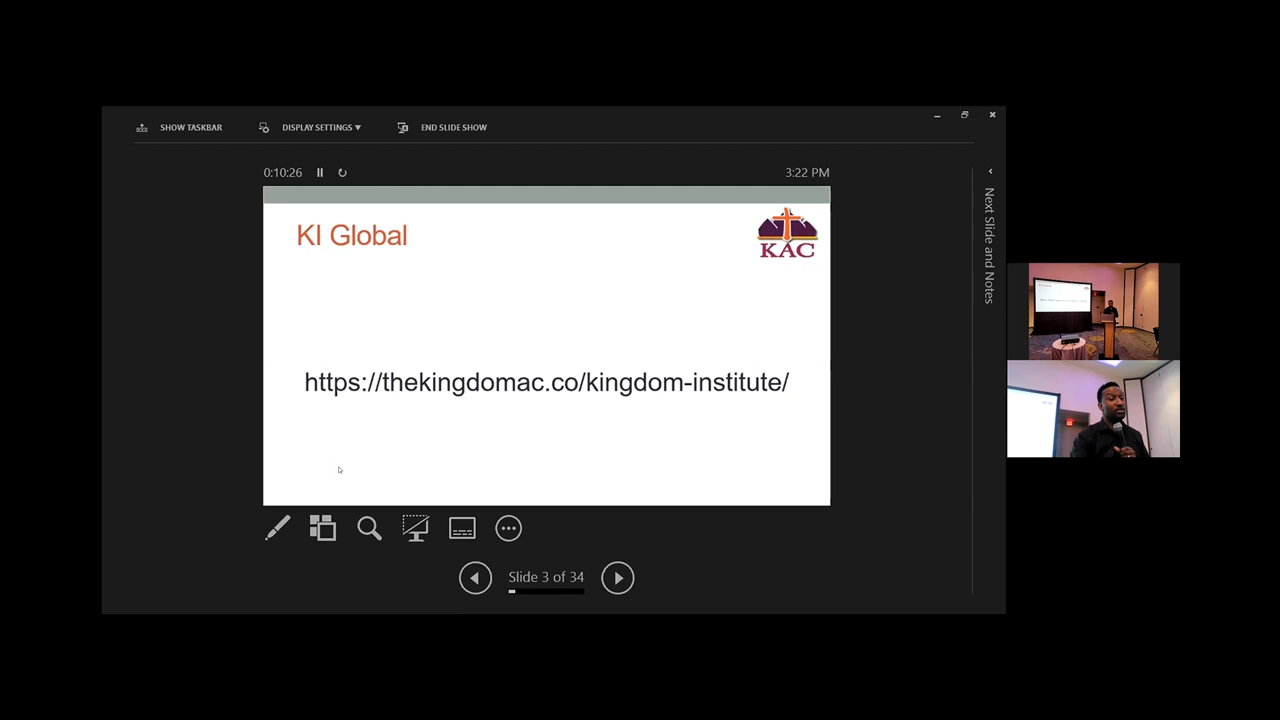 SHOW TASKBAR
DISPLAY SETTINGS ▼
END SLIDE SHOW
0:10:26
3:22 PM
KI Global
KAC
https://thekingdomac.co/kingdom-institute/
Slide 3 of 34
Next Slide and Notes